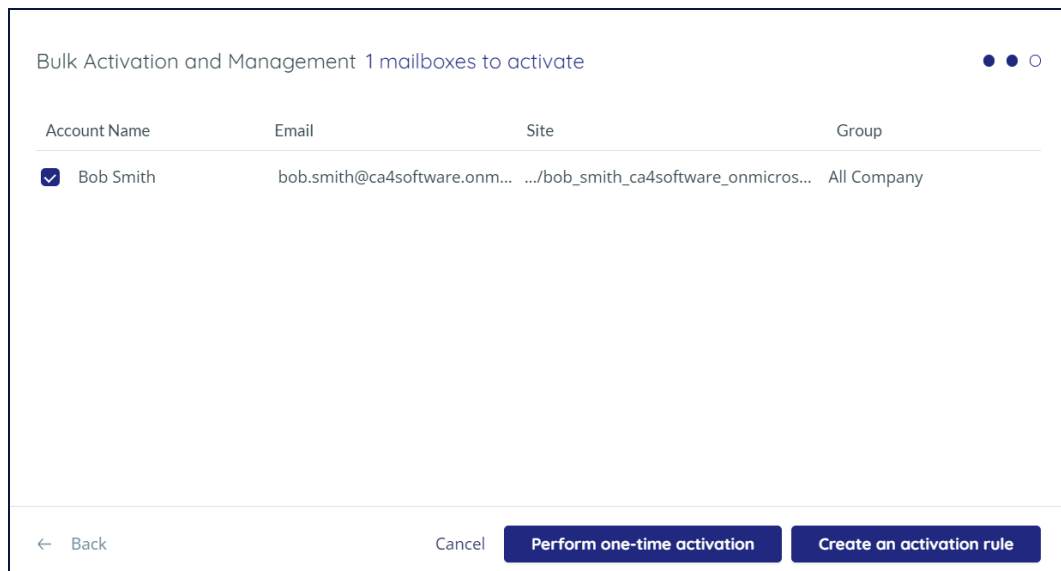 Bulk Activation and Management 1 mailboxes to activate
Account Name Email Site Group
Bob Smith bob.smith@ca4software.onm... .../bob_smith_ca4software_onmicros... All Company
← Back Cancel Perform one-time activation Create an activation rule